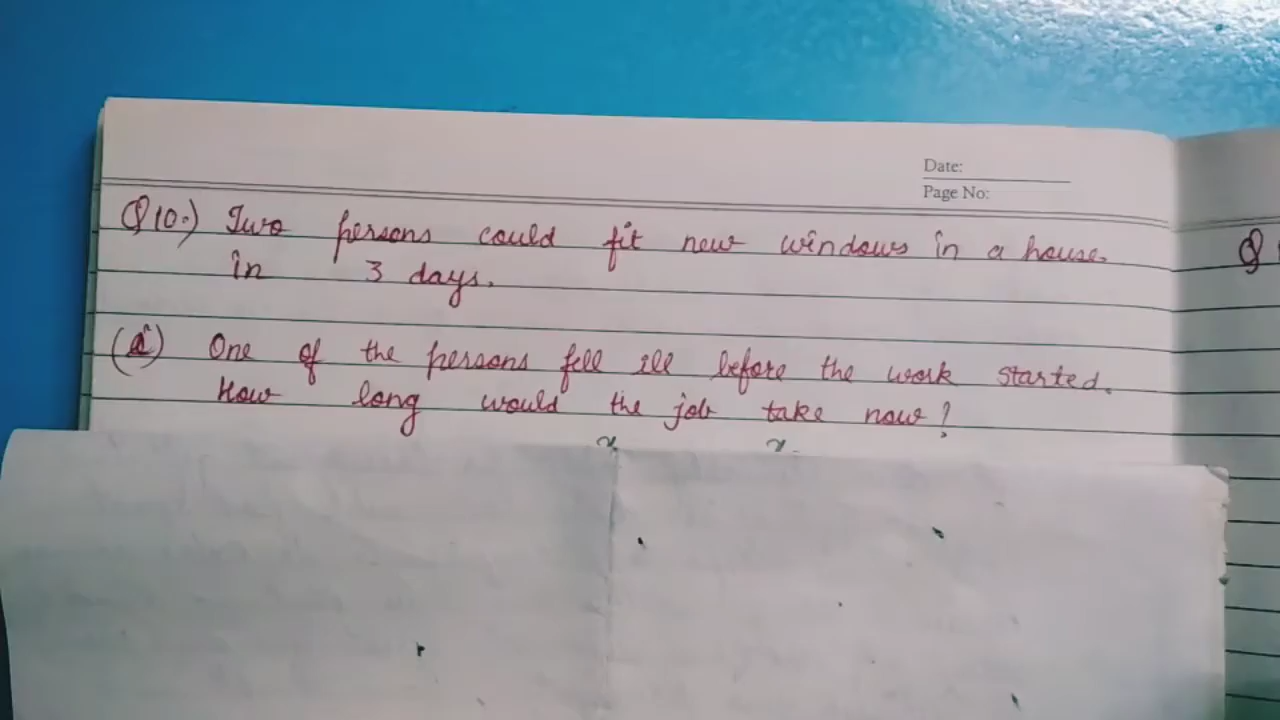 Date:
Page No:
Q10.) Two persons could fit new windows in a house.
in 3 days.
(i) One of the persons fell ill before the work started.
How long would the job take now?
x x
Q